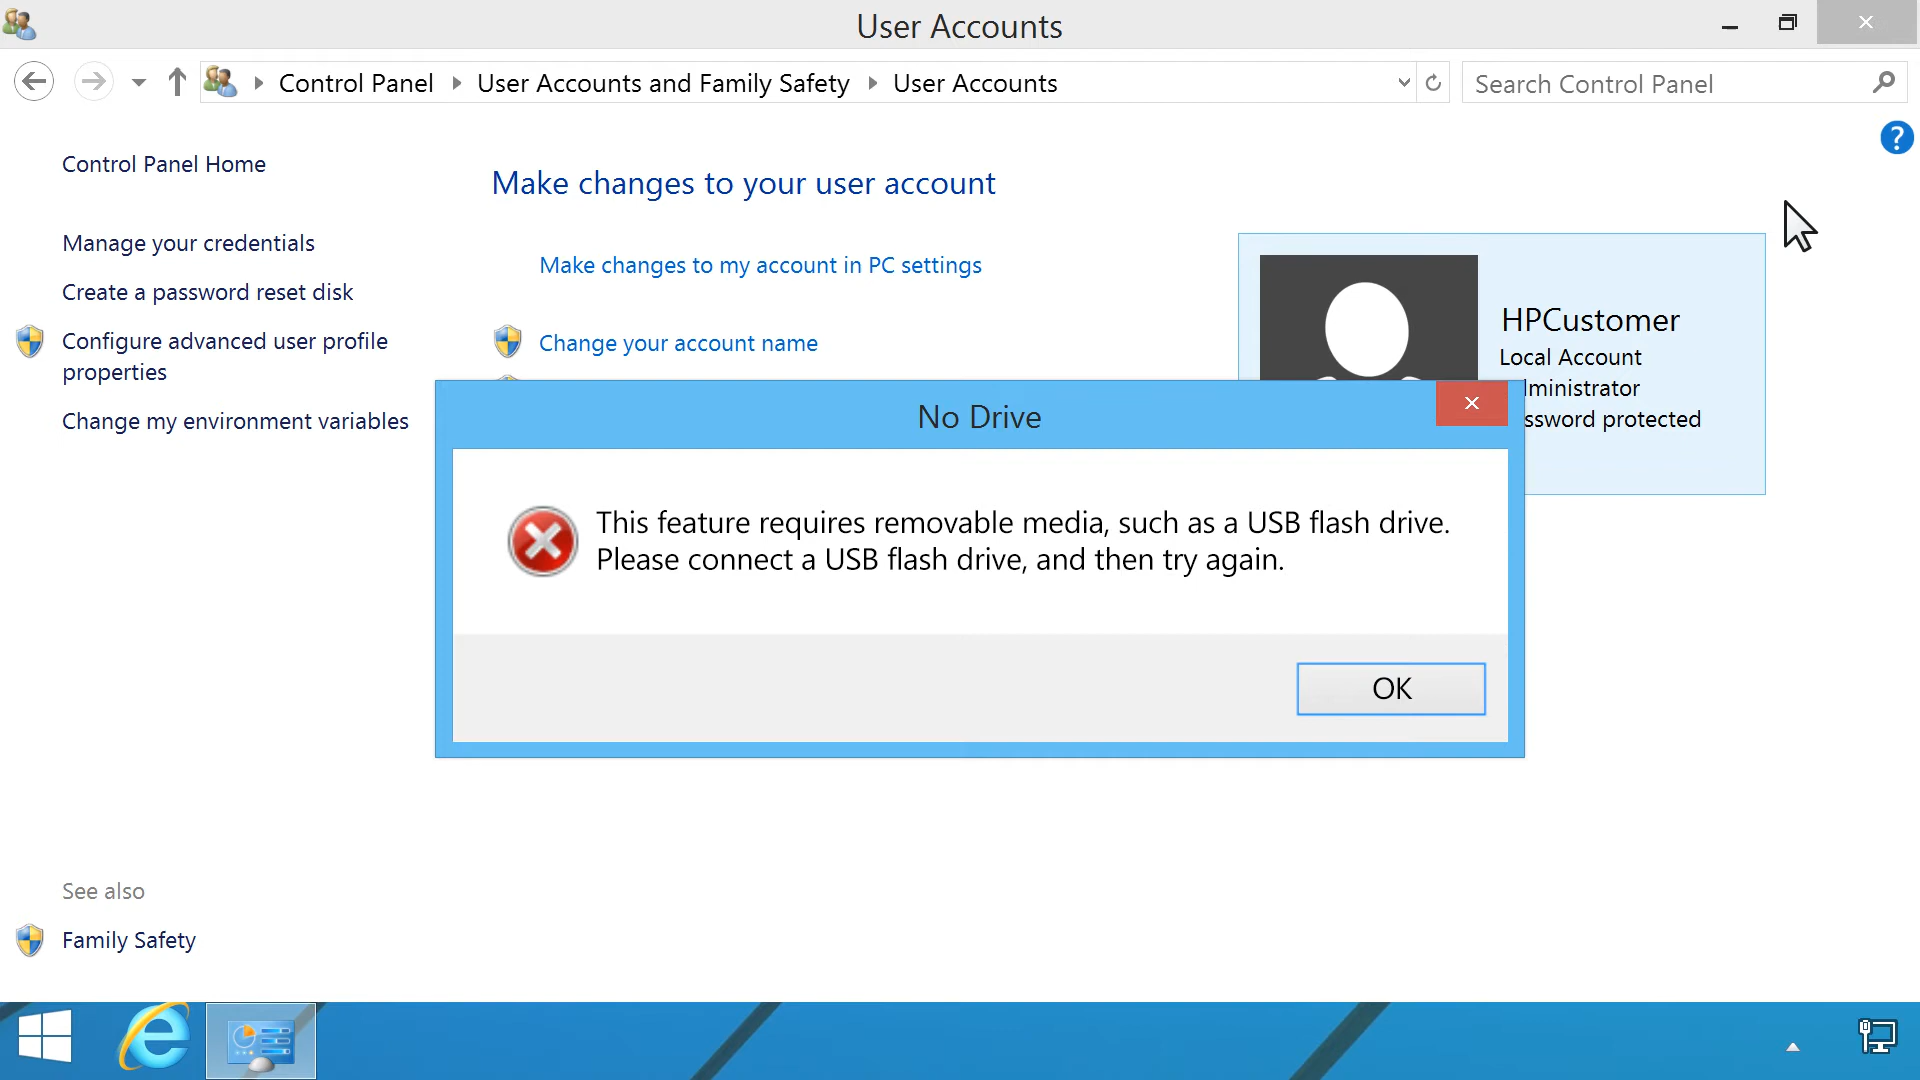 User Accounts
Control Panel
User Accounts and Family Safety
User Accounts
Search Control Panel
?
Control Panel Home
Manage your credentials
Create a password reset disk
Configure advanced user profile
properties
Change my environment variables
Make changes to your user account
Make changes to my account in PC settings
Change your account name
HPCustomer
Local Account
ministrator
ssword protected
No Drive
This feature requires removable media, such as a USB flash drive.
Please connect a USB flash drive, and then try again.
OK
See also
Family Safety